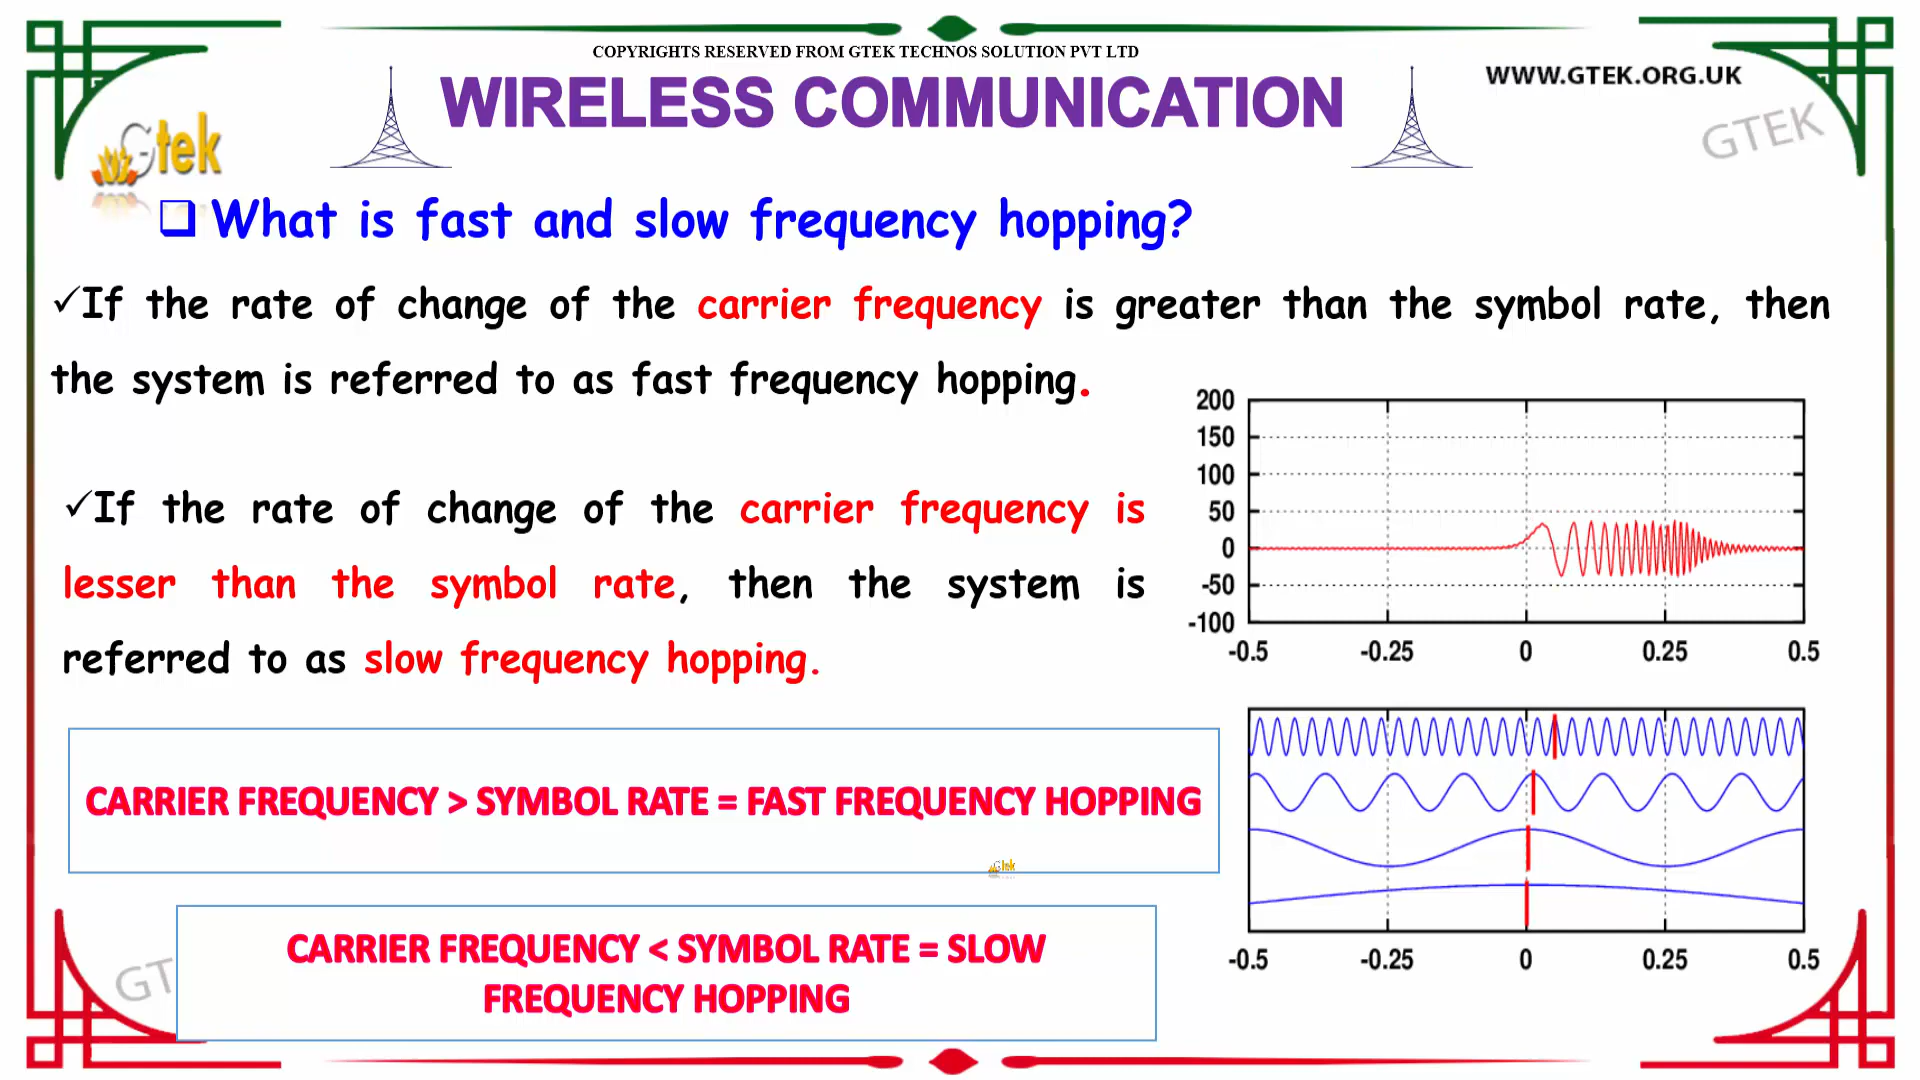 COPYRIGHTS RESERVED FROM GTEK TECHNOS SOLUTION PVT LTD
WIRELESS COMMUNICATION
WWW.GTEK.ORG.UK
Gtek
GTEK
❑ What is fast and slow frequency hopping?
✓If the rate of change of the carrier frequency is greater than the symbol rate, then
the system is referred to as fast frequency hopping.
✓If the rate of change of the carrier frequency is
lesser than the symbol rate, then the system is
referred to as slow frequency hopping.
200
150
100
50
0
-50
-100
-0.5 -0.25 0 0.25 0.5
CARRIER FREQUENCY > SYMBOL RATE = FAST FREQUENCY HOPPING
Gtek
CARRIER FREQUENCY < SYMBOL RATE = SLOW
FREQUENCY HOPPING
GT
-0.5 -0.25 0 0.25 0.5